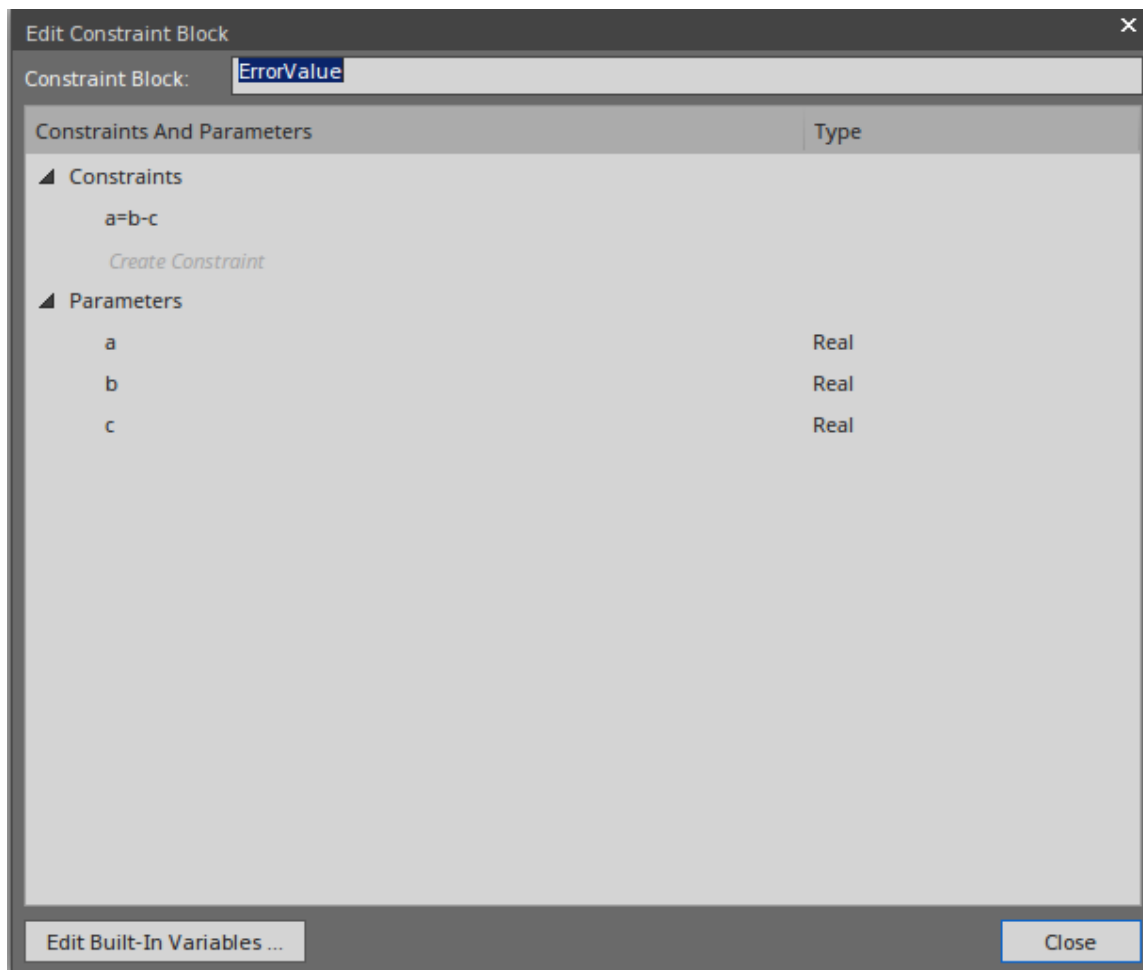 Edit Constraint Block
Constraint Block: ErrorValue
Constraints And Parameters Type
Constraints
a=b-c
Create Constraint
Parameters
a Real
b Real
c Real
Edit Built-In Variables ... Close